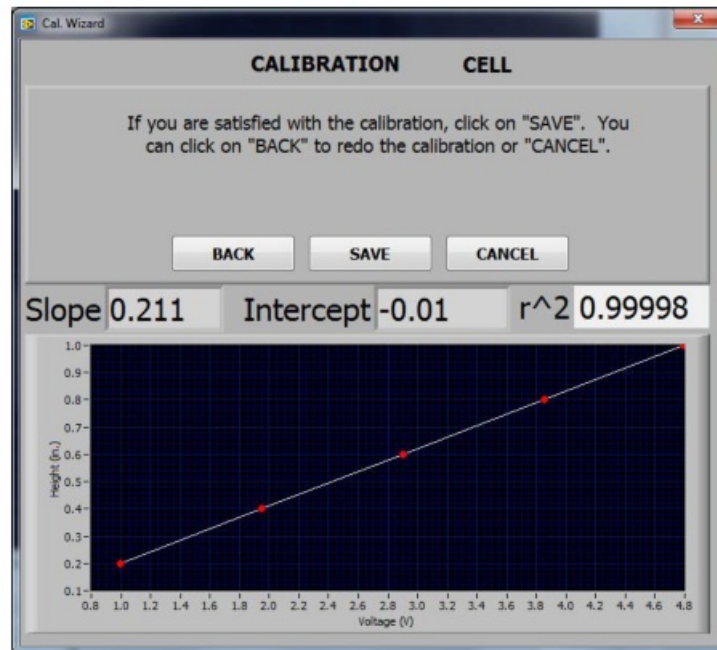 Cal. Wizard
CALIBRATION CELL
If you are satisfied with the calibration, click on "SAVE". You
can click on "BACK" to redo the calibration or "CANCEL".
BACK SAVE CANCEL
Slope 0.211 Intercept -0.01 r^2 0.99998
1.0
0.9
0.8
0.7
0.6
0.5
0.4
0.3
0.2
0.1
Height (in.)
0.8 1.0 1.2 1.4 1.6 1.8 2.0 2.2 2.4 2.6 2.8 3.0 3.2 3.4 3.6 3.8 4.0 4.2 4.4 4.6 4.8
Voltage (V)